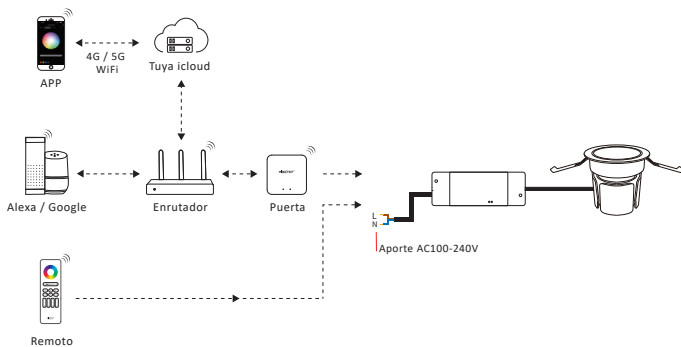 4G / 5G
WiFi
APP
Tuya icloud
Alexa / Google
Enrutador
Puerta
L
N
Aporte AC100-240V
Remoto